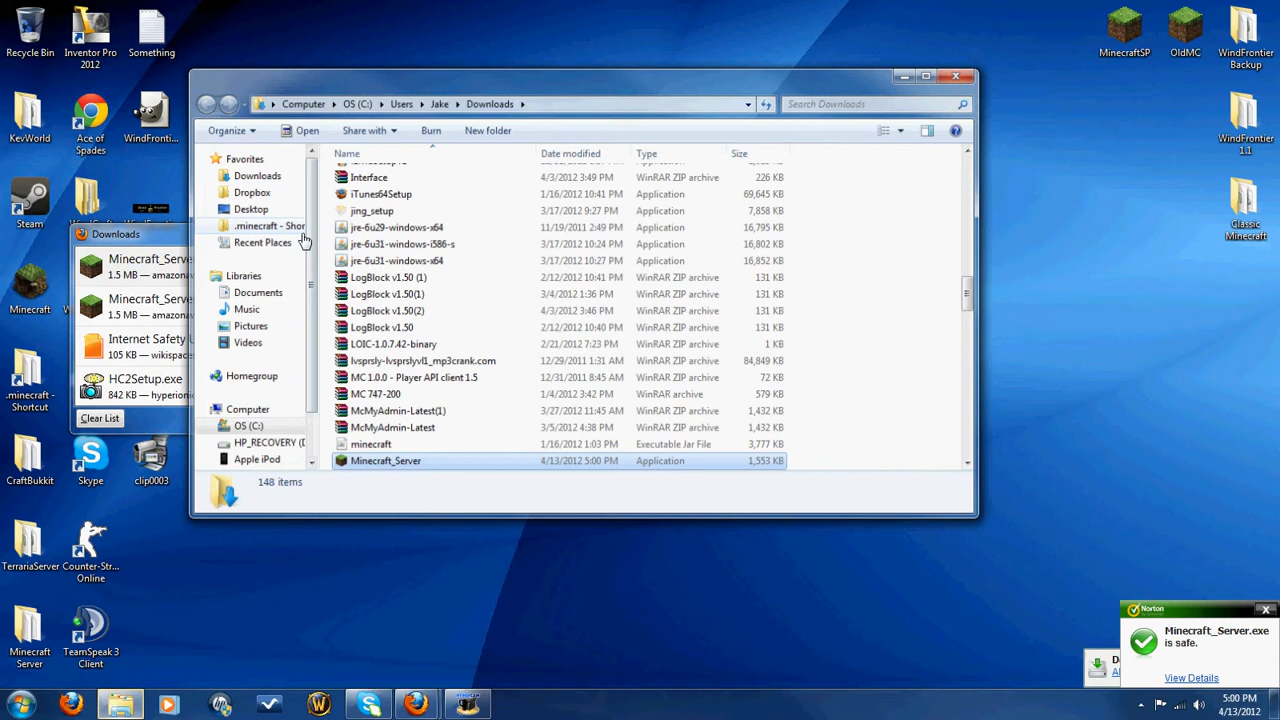 Recycle Bin
Inventor Pro 2012
Something
MinecraftSP
OldMC
WindFrontier Backup
KevWorld
Ace of Spades
WindFronti...
WindFrontier 1.1
Steam
Minecraft
Classic Minecraft
.minecraft - Shortcut
CraftBukkit
Skype
clip0003
TerrariaServer
Counter-Str... Online
Minecraft Server
TeamSpeak 3 Client
Downloads
Minecraft_Serve
1.5 MB — amazona
Minecraft_Serve
1.5 MB — amazona
Internet Safety
105 KB — wikispace
HC2Setup.exe
842 KB — hyperion
Clear List
Computer OS (C:) Users Jake Downloads
Search Downloads
Organize Open Share with Burn New folder
Favorites
Downloads
Dropbox
Desktop
.minecraft - Shor
Recent Places
Libraries
Documents
Music
Pictures
Videos
Homegroup
Computer
OS (C:)
HP_RECOVERY (D
Apple iPod
Name Date modified Type Size
Interface 4/3/2012 3:49 PM WinRAR ZIP archive 226 KB
iTunes64Setup 1/16/2012 10:41 PM Application 69,645 KB
jing_setup 3/17/2012 9:27 PM Application 7,858 KB
jre-6u29-windows-x64 11/19/2011 2:49 PM Application 16,795 KB
jre-6u31-windows-i586-s 3/17/2012 10:24 PM Application 16,802 KB
jre-6u31-windows-x64 3/17/2012 10:27 PM Application 16,852 KB
LogBlock v1.50 (1) 2/12/2012 10:41 PM WinRAR ZIP archive 131 KB
LogBlock v1.50(1) 3/4/2012 1:36 PM WinRAR ZIP archive 131 KB
LogBlock v1.50(2) 4/3/2012 3:46 PM WinRAR ZIP archive 131 KB
LogBlock v1.50 2/12/2012 10:40 PM WinRAR ZIP archive 131 KB
LOIC-1.0.7.42-binary 2/21/2012 7:23 PM WinRAR ZIP archive 1 KB
lvsprsly-lvsprslyvl1_mp3crank.com 12/29/2011 1:31 AM WinRAR ZIP archive 84,849 KB
MC 1.0.0 - Player API client 1.5 12/31/2011 8:45 AM WinRAR ZIP archive 72 KB
MC 747-200 1/4/2012 3:42 PM WinRAR archive 579 KB
McMyAdmin-Latest(1) 3/27/2012 11:45 AM WinRAR ZIP archive 1,432 KB
McMyAdmin-Latest 3/5/2012 4:38 PM WinRAR ZIP archive 1,432 KB
minecraft 1/16/2012 1:03 PM Executable Jar File 3,777 KB
Minecraft_Server 4/13/2012 5:00 PM Application 1,553 KB
148 items
Norton
Minecraft_Server.exe
is safe.
View Details
5:00 PM
4/13/2012